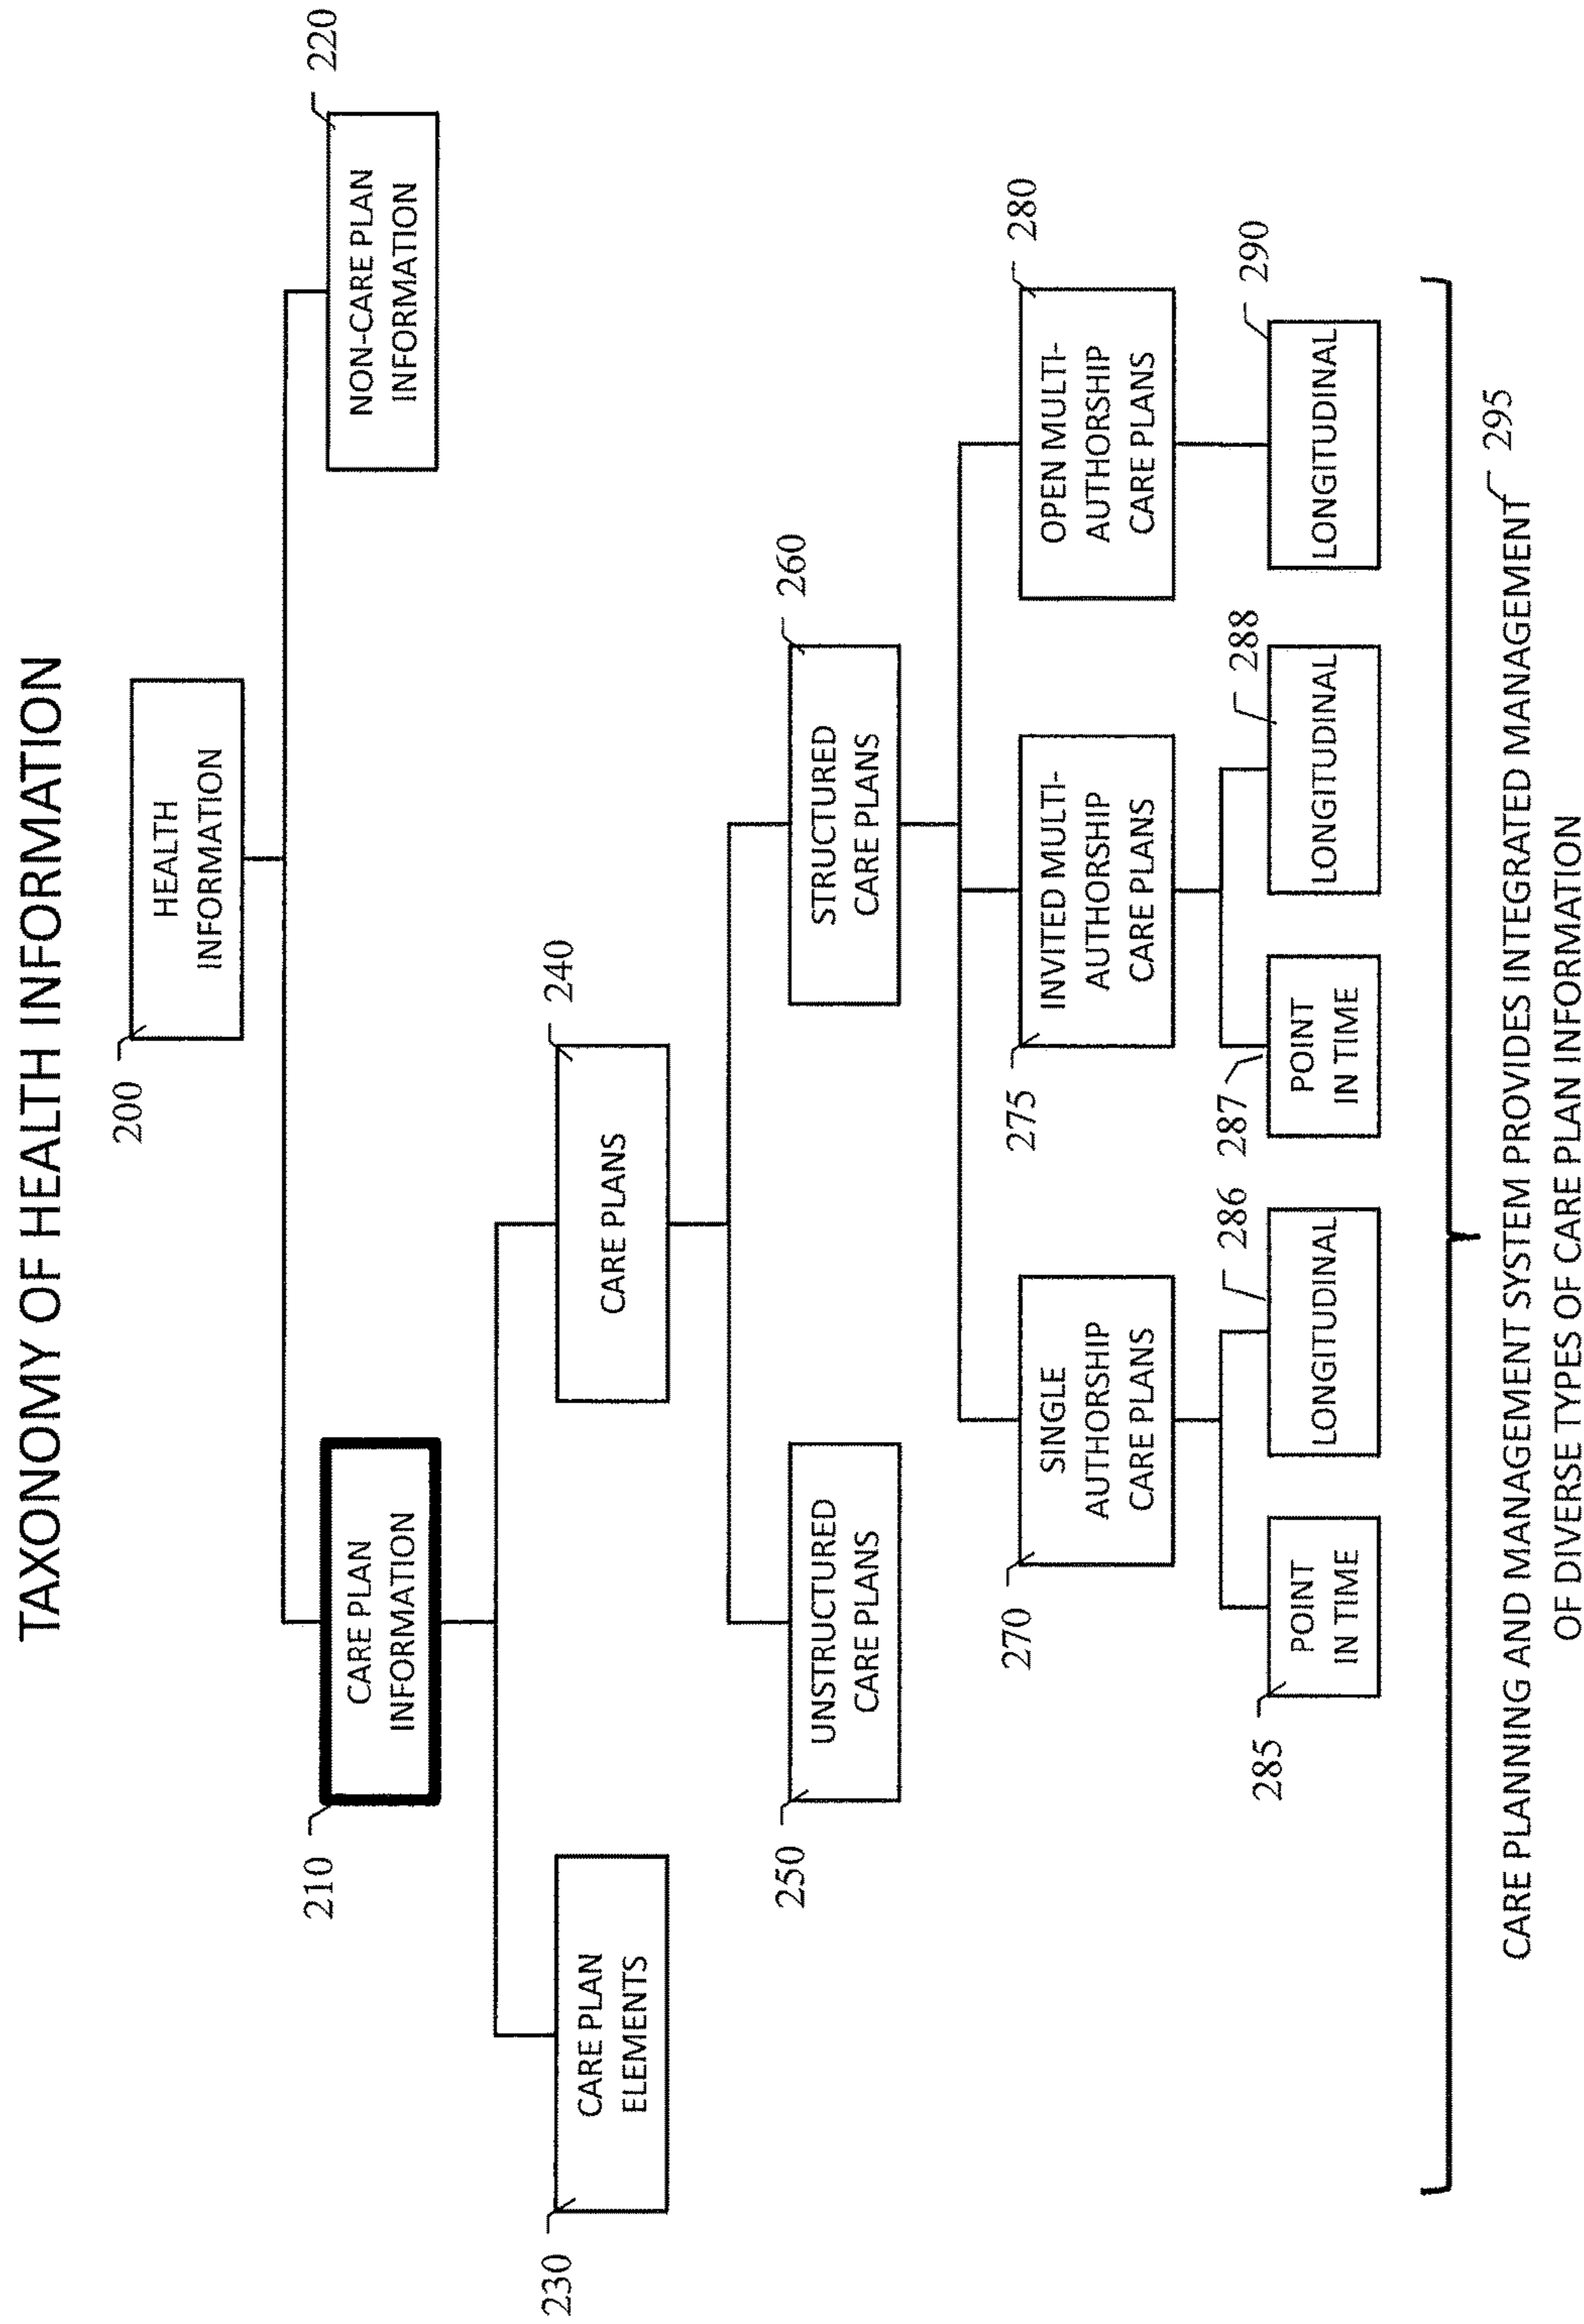 TAXONOMY OF HEALTH INFORMATION
200
HEALTH
INFORMATION
210
CARE PLAN
INFORMATION
220
NON-CARE PLAN
INFORMATION
230
CARE PLAN
ELEMENTS
240
CARE PLANS
250
UNSTRUCTURED
CARE PLANS
260
STRUCTURED
CARE PLANS
270
SINGLE
AUTHORSHIP
CARE PLANS
275
INVITED MULTI-
AUTHORSHIP
CARE PLANS
280
OPEN MULTI-
AUTHORSHIP
CARE PLANS
285
POINT
IN TIME
286
LONGITUDINAL
287
POINT
IN TIME
288
LONGITUDINAL
290
LONGITUDINAL
295
CARE PLANNING AND MANAGEMENT SYSTEM PROVIDES INTEGRATED MANAGEMENT
OF DIVERSE TYPES OF CARE PLAN INFORMATION